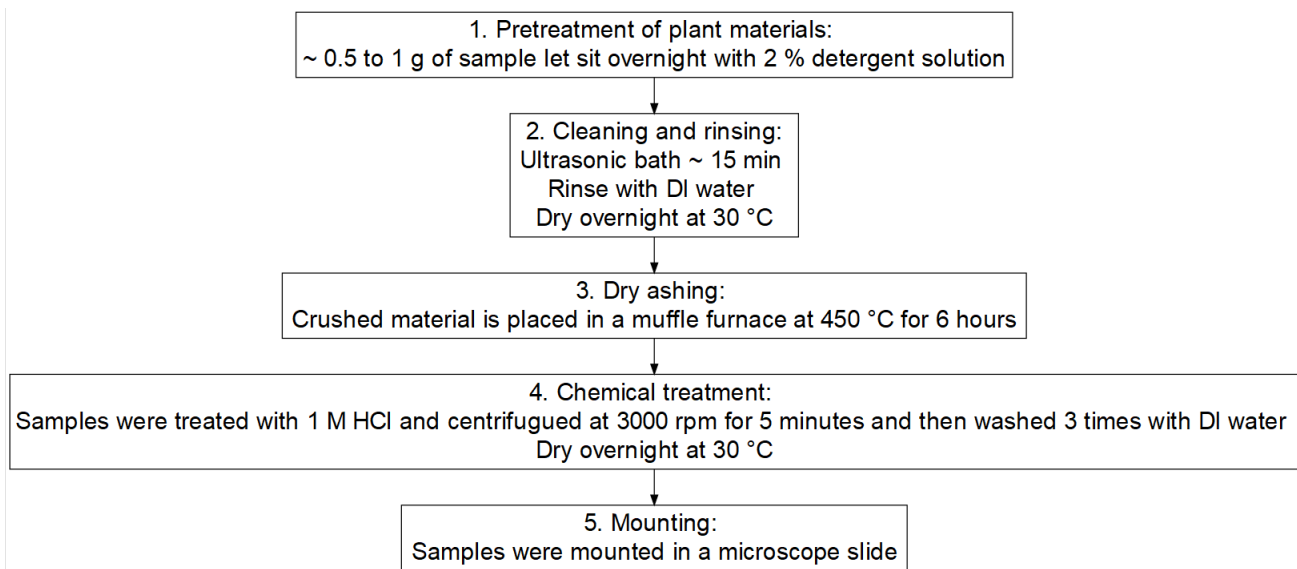 1. Pretreatment of plant materials:
~ 0.5 to 1 g of sample let sit overnight with 2 % detergent solution
2. Cleaning and rinsing:
Ultrasonic bath ~ 15 min
Rinse with DI water
Dry overnight at 30 °C
3. Dry ashing:
Crushed material is placed in a muffle furnace at 450 °C for 6 hours
4. Chemical treatment:
Samples were treated with 1 M HCl and centrifugued at 3000 rpm for 5 minutes and then washed 3 times with DI water
Dry overnight at 30 °C
5. Mounting:
Samples were mounted in a microscope slide